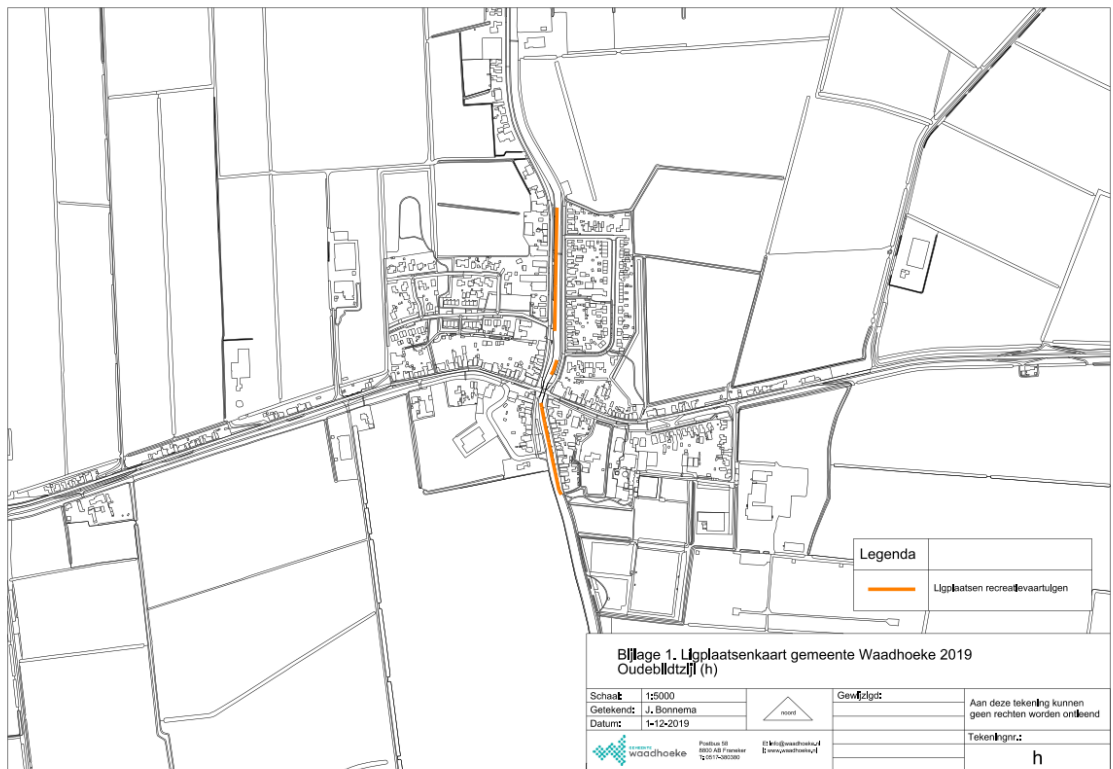 Legenda
Ligplaatsen recreatievaartuigen
Bijlage 1. Ligplaatsenkaart gemeente Waadhoeke 2019
Oudebildtzijl (h)
Schaal: 1:5000
Getekend: J. Bonnema
Datum: 1-12-2019
noord
Gewijzigd:
Aan deze tekening kunnen
geen rechten worden ontleend
Tekeningnr.:
h
GEMEENTE
waadhoeke
Postbus 58
8800 AB Franeker
T: 0517-380380
E: info@waadhoeke.nl
I: www.waadhoeke.nl